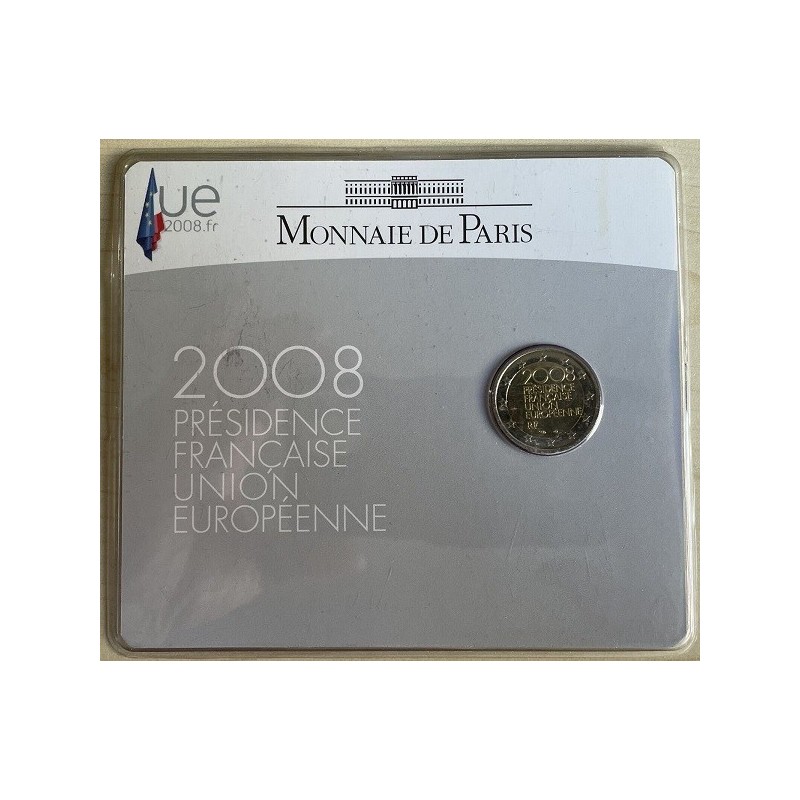 ue
2008.fr
MONNAIE DE PARIS
2008
PRÉSIDENCE
FRANÇAISE
UNION
EUROPÉENNE
2008
PRÉSIDENCE
FRANÇAISE
UNION
EUROPÉENNE
RF